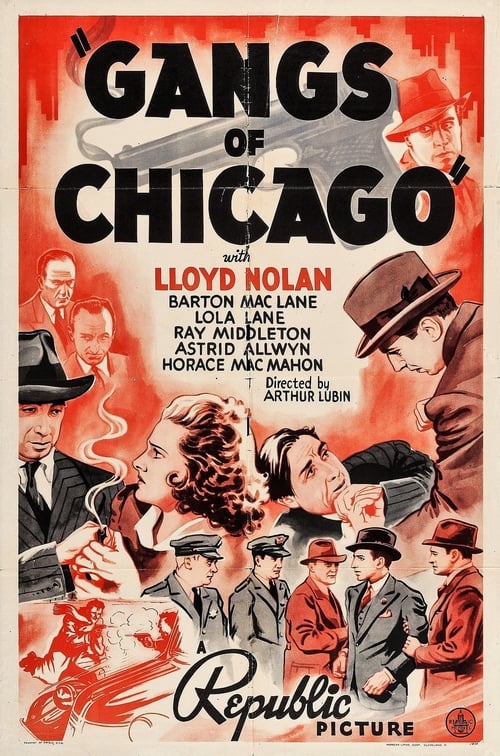 "GANGS
OF
CHICAGO"
with
LLOYD NOLAN
BARTON MAC LANE
LOLA LANE
RAY MIDDLETON
ASTRID ALLWYN
HORACE MAC MAHON
Directed by
ARTHUR LUBIN
A
Republic
PICTURE